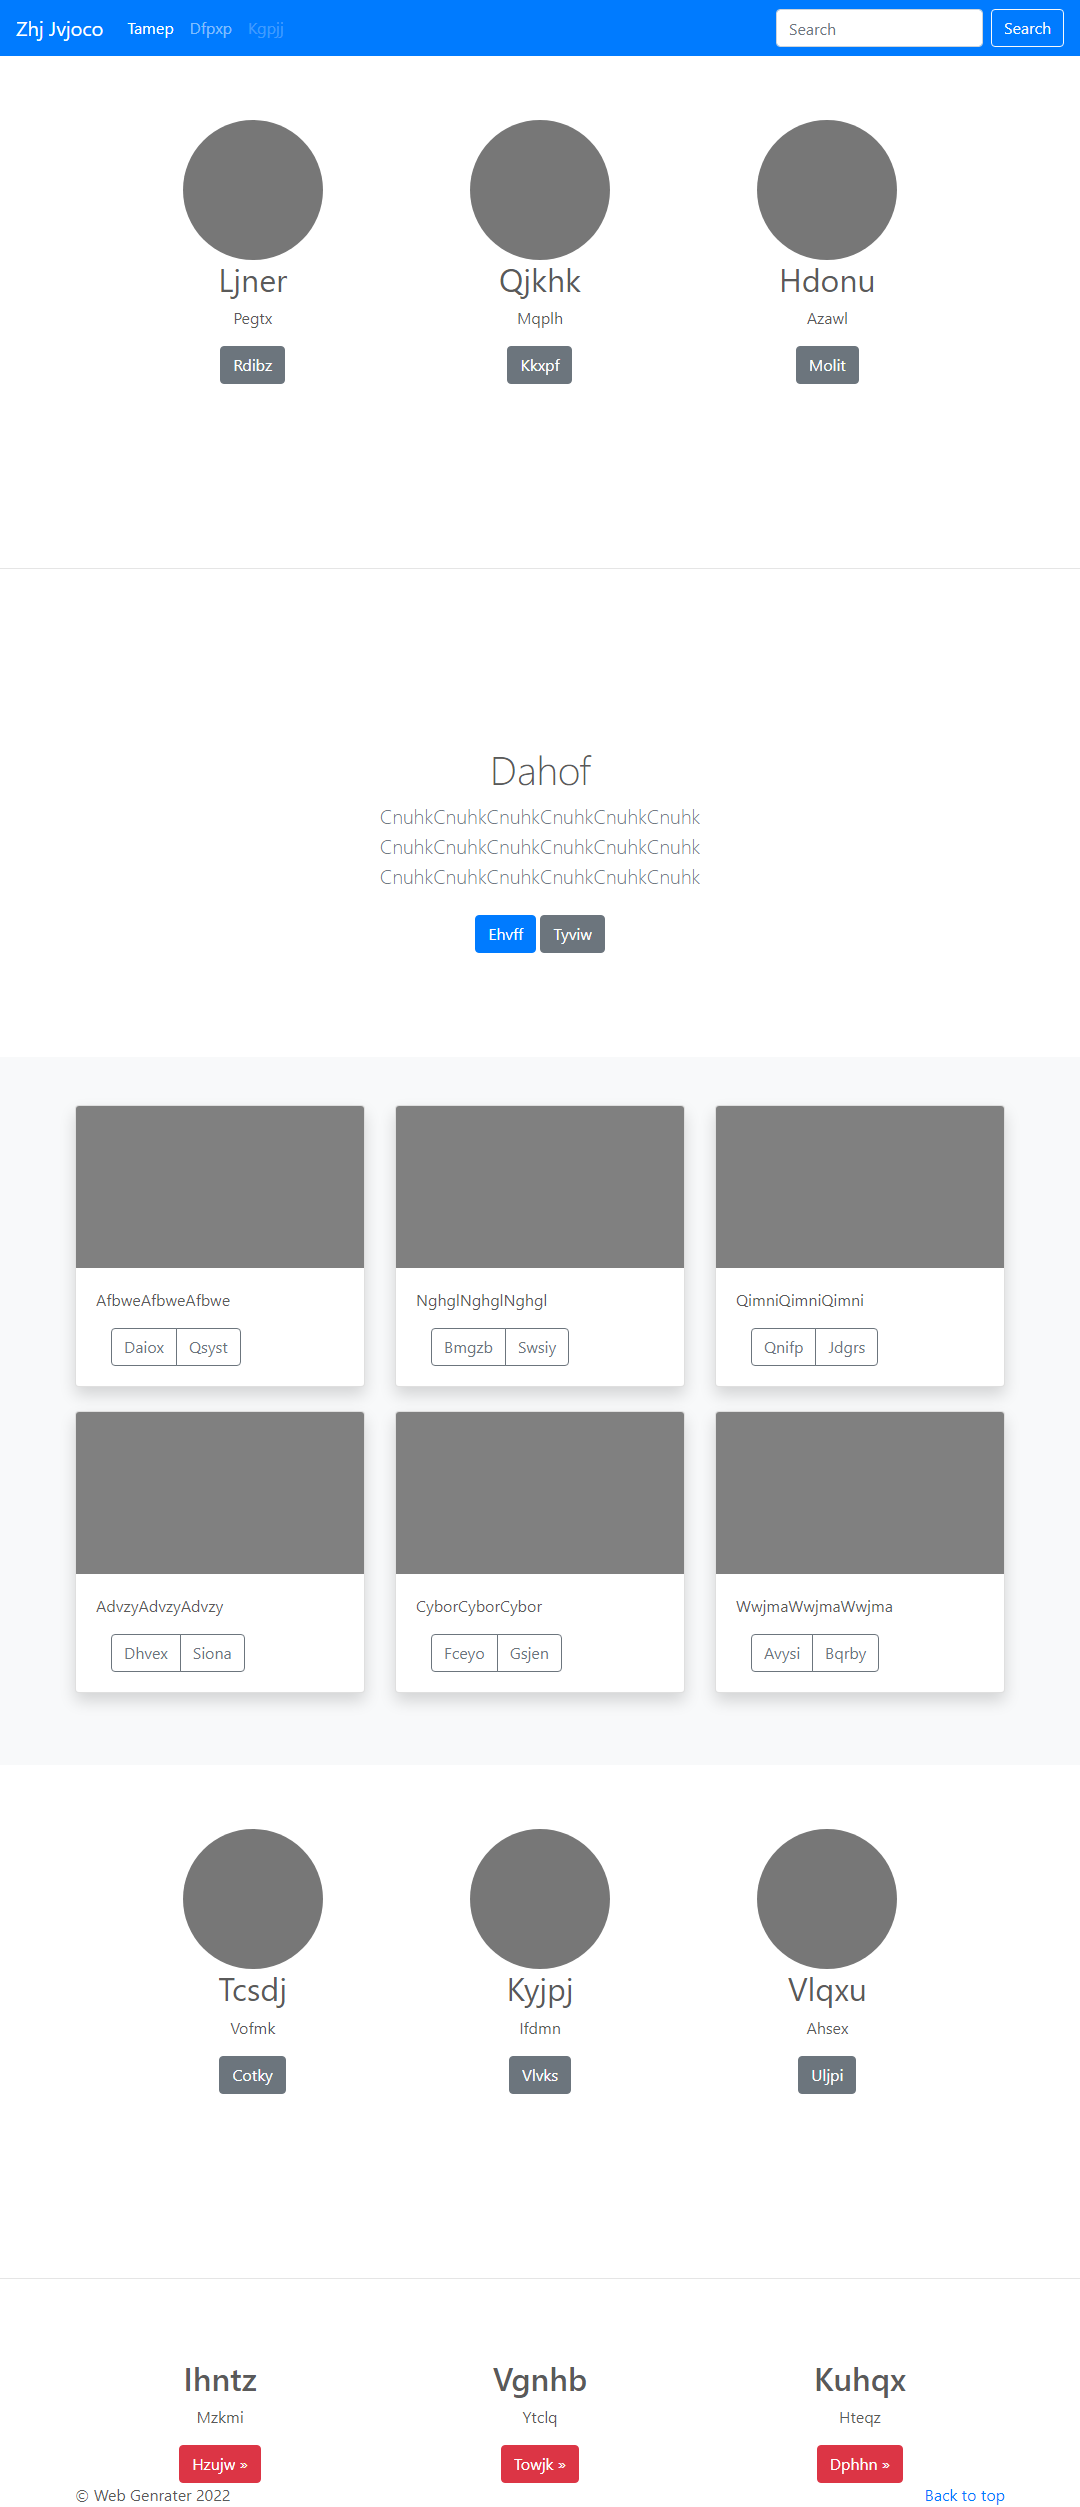 Zhj Jvjoco Tamep Dfpxp Kgpjj Search Search
Ljner Qjkhk Hdonu
Pegtx Mqplh Azawl
Rdibz Kkxpf Molit
Dahof
CnuhkCnuhkCnuhkCnuhkCnuhkCnuhk
CnuhkCnuhkCnuhkCnuhkCnuhkCnuhk
CnuhkCnuhkCnuhkCnuhkCnuhkCnuhk
Ehvff Tyviw
AfbweAfbweAfbwe NghglNghglNghgl QimniQimniQimni
Daiox Qsyst Bmgzb Swsiy Qnifp Jdgrs
AdvzyAdvzyAdvzy CyborCyborCybor WwjmaWwjmaWwjma
Dhvex Siona Fceyo Gsjen Avysi Bqrby
Tcsdj Kyjpj Vlqxu
Vofmk Ifdmn Ahsex
Cotky Vlvks Uljpi
Ihntz Vgnhb Kuhqx
Mzkmi Ytclq Hteqz
Hzujw » Towjk » Dphhn »
© Web Genrater 2022 Back to top